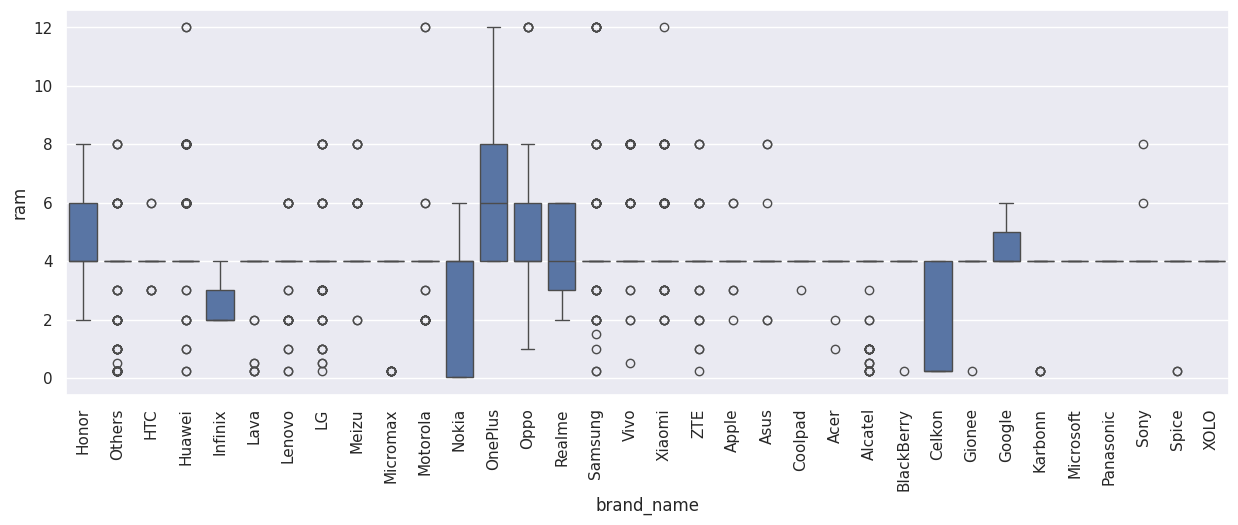 ram
12
10
8
6
4
2
0
Honor
Others
HTC
Huawei
Infinix
Lava
Lenovo
LG
Meizu
Micromax
Motorola
Nokia
OnePlus
Oppo
Realme
Samsung
Vivo
Xiaomi
ZTE
Apple
Asus
Coolpad
Acer
Alcatel
BlackBerry
Celkon
Gionee
Google
Karbonn
Microsoft
Panasonic
Sony
Spice
XOLO
brand_name